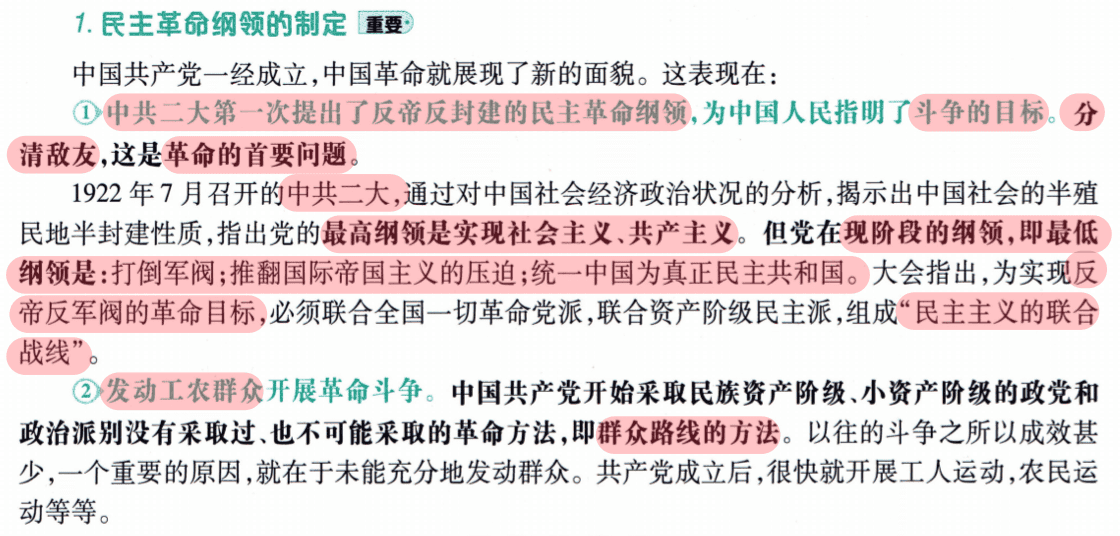 1. 民主革命纲领的制定 重要
中国共产党一经成立,中国革命就展现了新的面貌。这表现在:
①中共二大第一次提出了反帝反封建的民主革命纲领,为中国人民指明了斗争的目标。分
清敌友,这是革命的首要问题。
1922 年 7 月召开的中共二大,通过对中国社会经济政治状况的分析,揭示出中国社会的半殖
民地半封建性质,指出党的最高纲领是实现社会主义、共产主义。但党在现阶段的纲领,即最低
纲领是:打倒军阀;推翻国际帝国主义的压迫;统一中国为真正民主共和国。大会指出,为实现反
帝反军阀的革命目标,必须联合全国一切革命党派,联合资产阶级民主派,组成“民主主义的联合
战线”。
②发动工农群众开展革命斗争。中国共产党开始采取民族资产阶级、小资产阶级的政党和
政治派别没有采取过、也不可能采取的革命方法,即群众路线的方法。以往的斗争之所以成效甚
少,一个重要的原因,就在于未能充分地发动群众。共产党成立后,很快就开展工人运动,农民运
动等等。